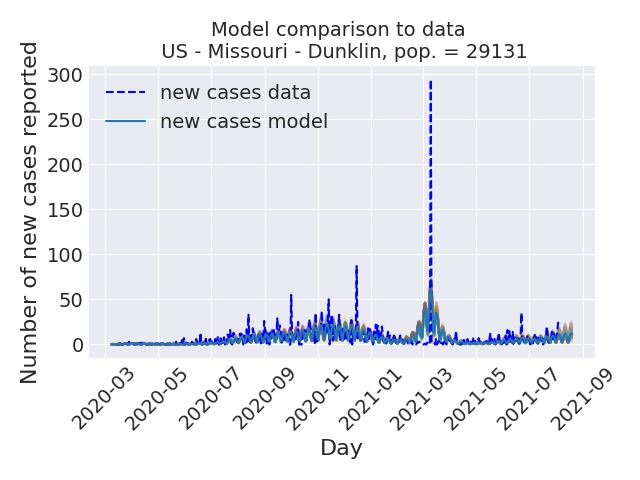 Model comparison to data
US - Missouri - Dunklin, pop. = 29131
Number of new cases reported
300
250
200
150
100
50
0
new cases data
new cases model
2020-03
2020-05
2020-07
2020-09
2020-11
2021-01
2021-03
2021-05
2021-07
2021-09
Day